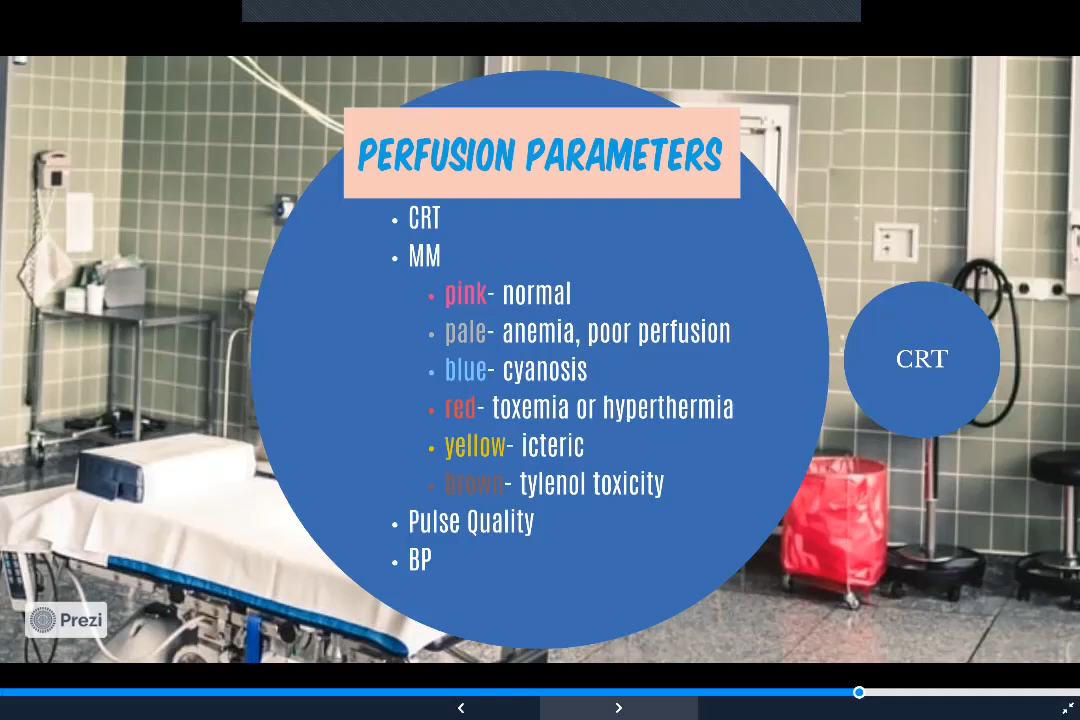 PERFUSION PARAMETERS
• CRT
• MM
• pink- normal
• pale- anemia, poor perfusion
• blue- cyanosis
• red- toxemia or hyperthermia
• yellow- icteric
• brown- tylenol toxicity
• Pulse Quality
• BP
CRT
Prezi